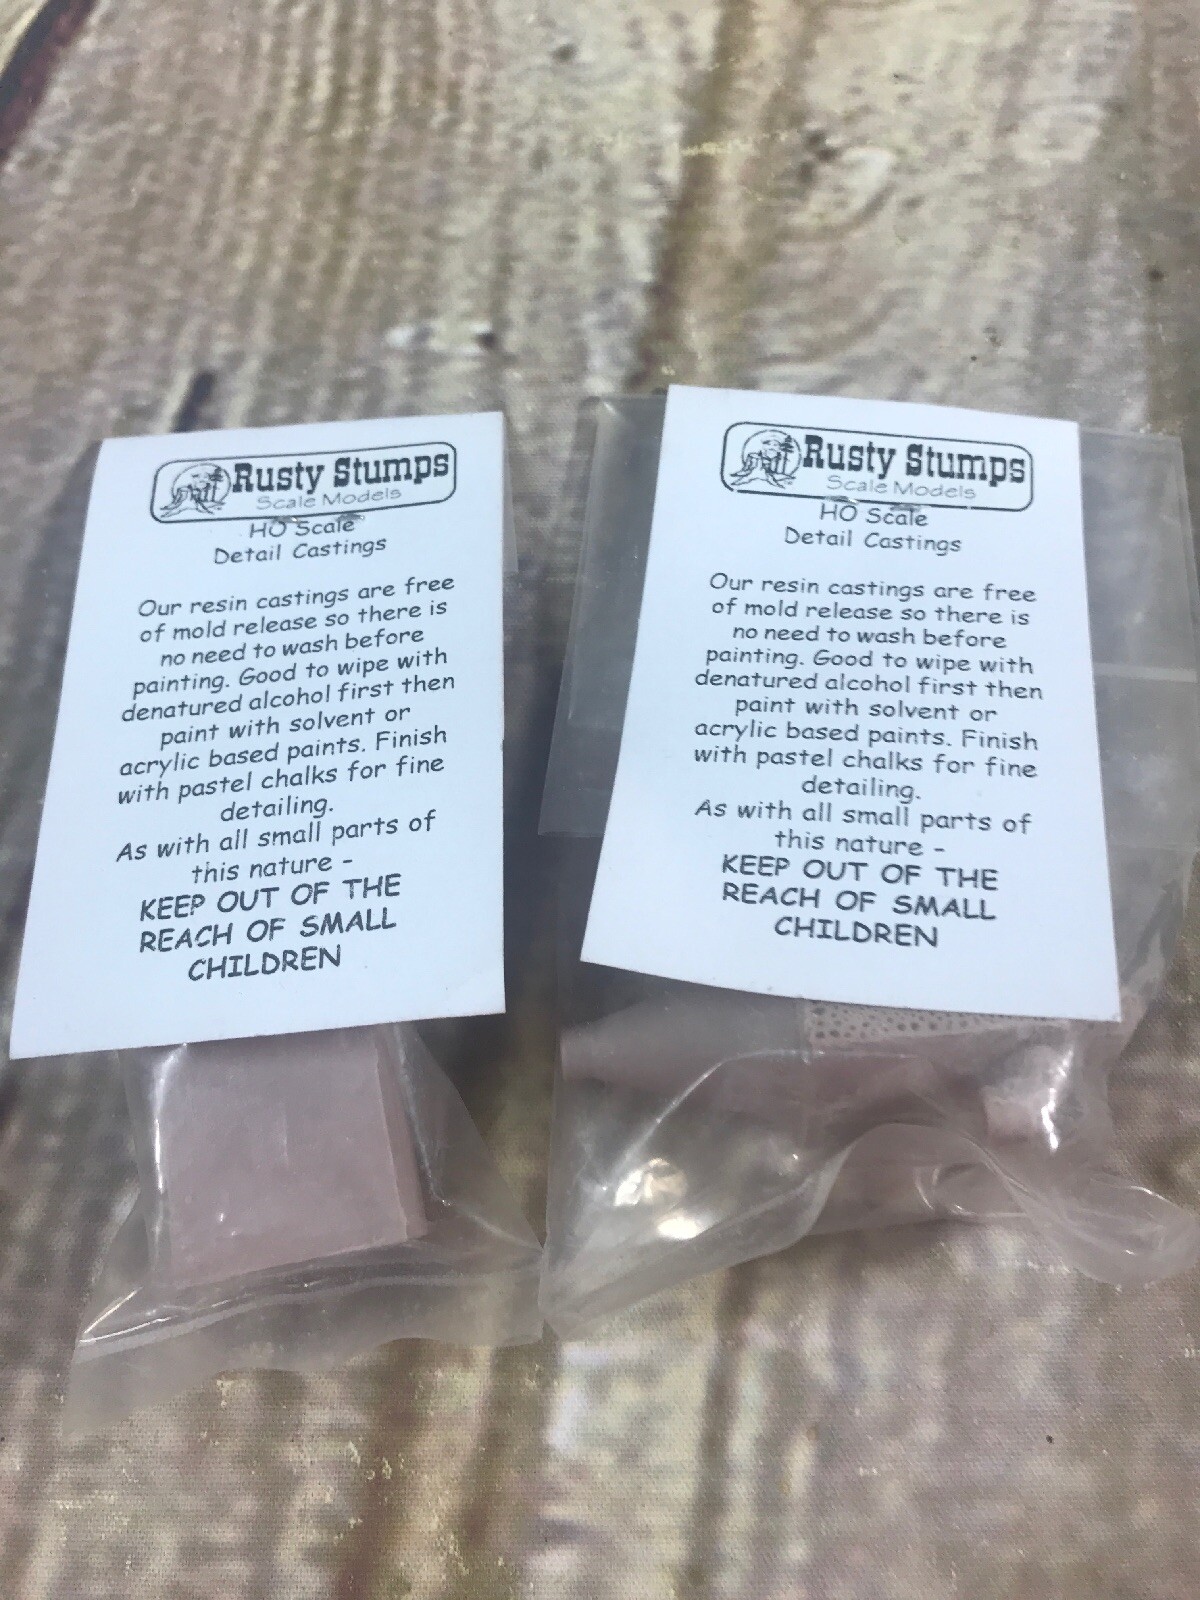 Rusty Stumps
Scale Models
HO Scale
Detail Castings
Our resin castings are free
of mold release so there is
no need to wash before
painting. Good to wipe with
denatured alcohol first then
paint with solvent or
acrylic based paints. Finish
with pastel chalks for fine
detailing.
As with all small parts of
this nature -
KEEP OUT OF THE
REACH OF SMALL
CHILDREN
Rusty Stumps
Scale Models
HO Scale
Detail Castings
Our resin castings are free
of mold release so there is
no need to wash before
painting. Good to wipe with
denatured alcohol first then
paint with solvent or
acrylic based paints. Finish
with pastel chalks for fine
detailing.
As with all small parts of
this nature -
KEEP OUT OF THE
REACH OF SMALL
CHILDREN